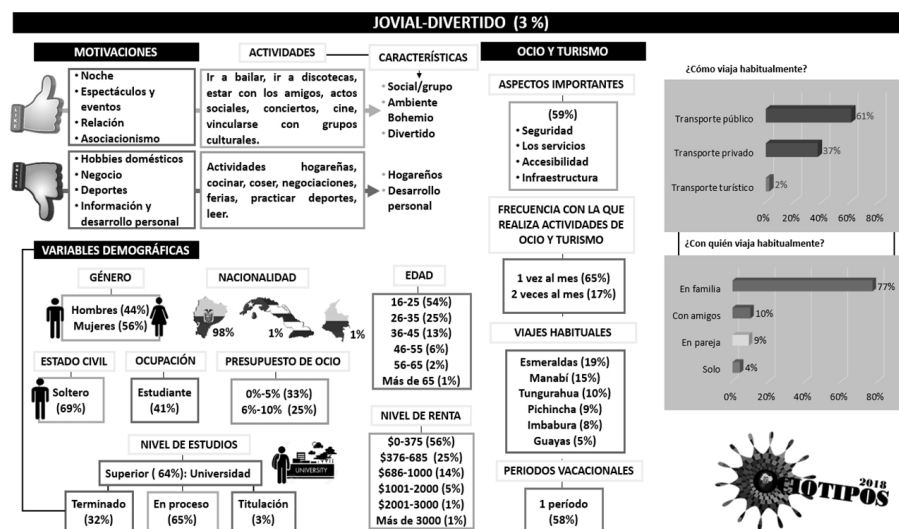 JOVIAL-DIVERTIDO (3 %)
MOTIVACIONES
• Noche
• Espectáculos y
eventos
• Relación
• Asociacionismo
ACTIVIDADES
Ir a bailar, ir a discotecas,
estar con los amigos, actos
sociales, conciertos, cine,
vincularse con grupos
culturales.
CARACTERÍSTICAS
• Social/grupo
• Ambiente
Bohemio
• Divertido
LIKE
• Hobbies domésticos
• Negocio
• Deportes
• Información y
desarrollo personal
Actividades hogareñas,
cocinar, coser, negociaciones,
ferias, practicar deportes,
leer.
• Hogareños
• Desarrollo
personal
VARIABLES DEMOGRÁFICAS
GÉNERO
Hombres (44%)
Mujeres (56%)
NACIONALIDAD
98%
1%
1%
EDAD
16-25 (54%)
26-35 (25%)
36-45 (13%)
46-55 (6%)
56-65 (2%)
Más de 65 (1%)
ESTADO CIVIL
Soltero
(69%)
OCUPACIÓN
Estudiante
(41%)
PRESUPUESTO DE OCIO
0%-5% (33%)
6%-10% (25%)
NIVEL DE ESTUDIOS
Superior ( 64%): Universidad
Terminado
(32%)
En proceso
(65%)
Titulación
(3%)
UNIVERSITY
NIVEL DE RENTA
$0-375 (56%)
$376-685 (25%)
$686-1000 (14%)
$1001-2000 (5%)
$2001-3000 (1%)
Más de 3000 (1%)
OCIO Y TURISMO
ASPECTOS IMPORTANTES
(59%)
• Seguridad
• Los servicios
• Accesibilidad
• Infraestructura
FRECUENCIA CON LA QUE
REALIZA ACTIVIDADES DE
OCIO Y TURISMO
1 vez al mes (65%)
2 veces al mes (17%)
VIAJES HABITUALES
Esmeraldas (19%)
Manabí (15%)
Tungurahua (10%)
Pichincha (9%)
Imbabura (8%)
Guayas (5%)
PERIODOS VACACIONALES
1 período
(58%)
¿Cómo viaja habitualmente?
Transporte público 61%
Transporte privado 37%
Transporte turístico 2%
0% 20% 40% 60% 80%
¿Con quién viaja habitualmente?
En familia 77%
Con amigos 10%
En pareja 9%
Solo 4%
0% 20% 40% 60% 80%
2018
OCIÓTIPOS